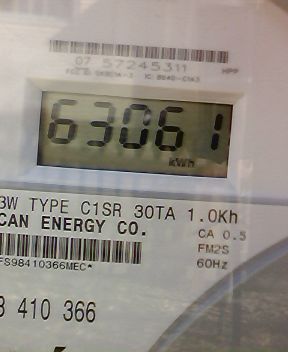 07 57245311
HPP
63061
kWh
3W TYPE C1SR 30TA 1.0Kh
CAN ENERGY CO.
CA 0.5
FM2S
FS98410366MEC*
60Hz
410 366